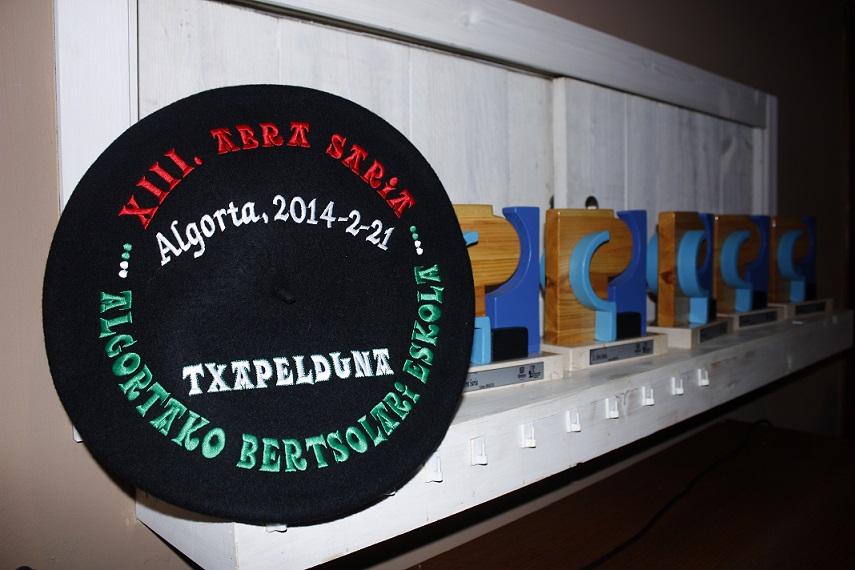 XIII. ABRA SARiA
Algorta, 2014-2-21
TXAPELDUNA
ALGORTAKO BERTSOLARi ESKOLA